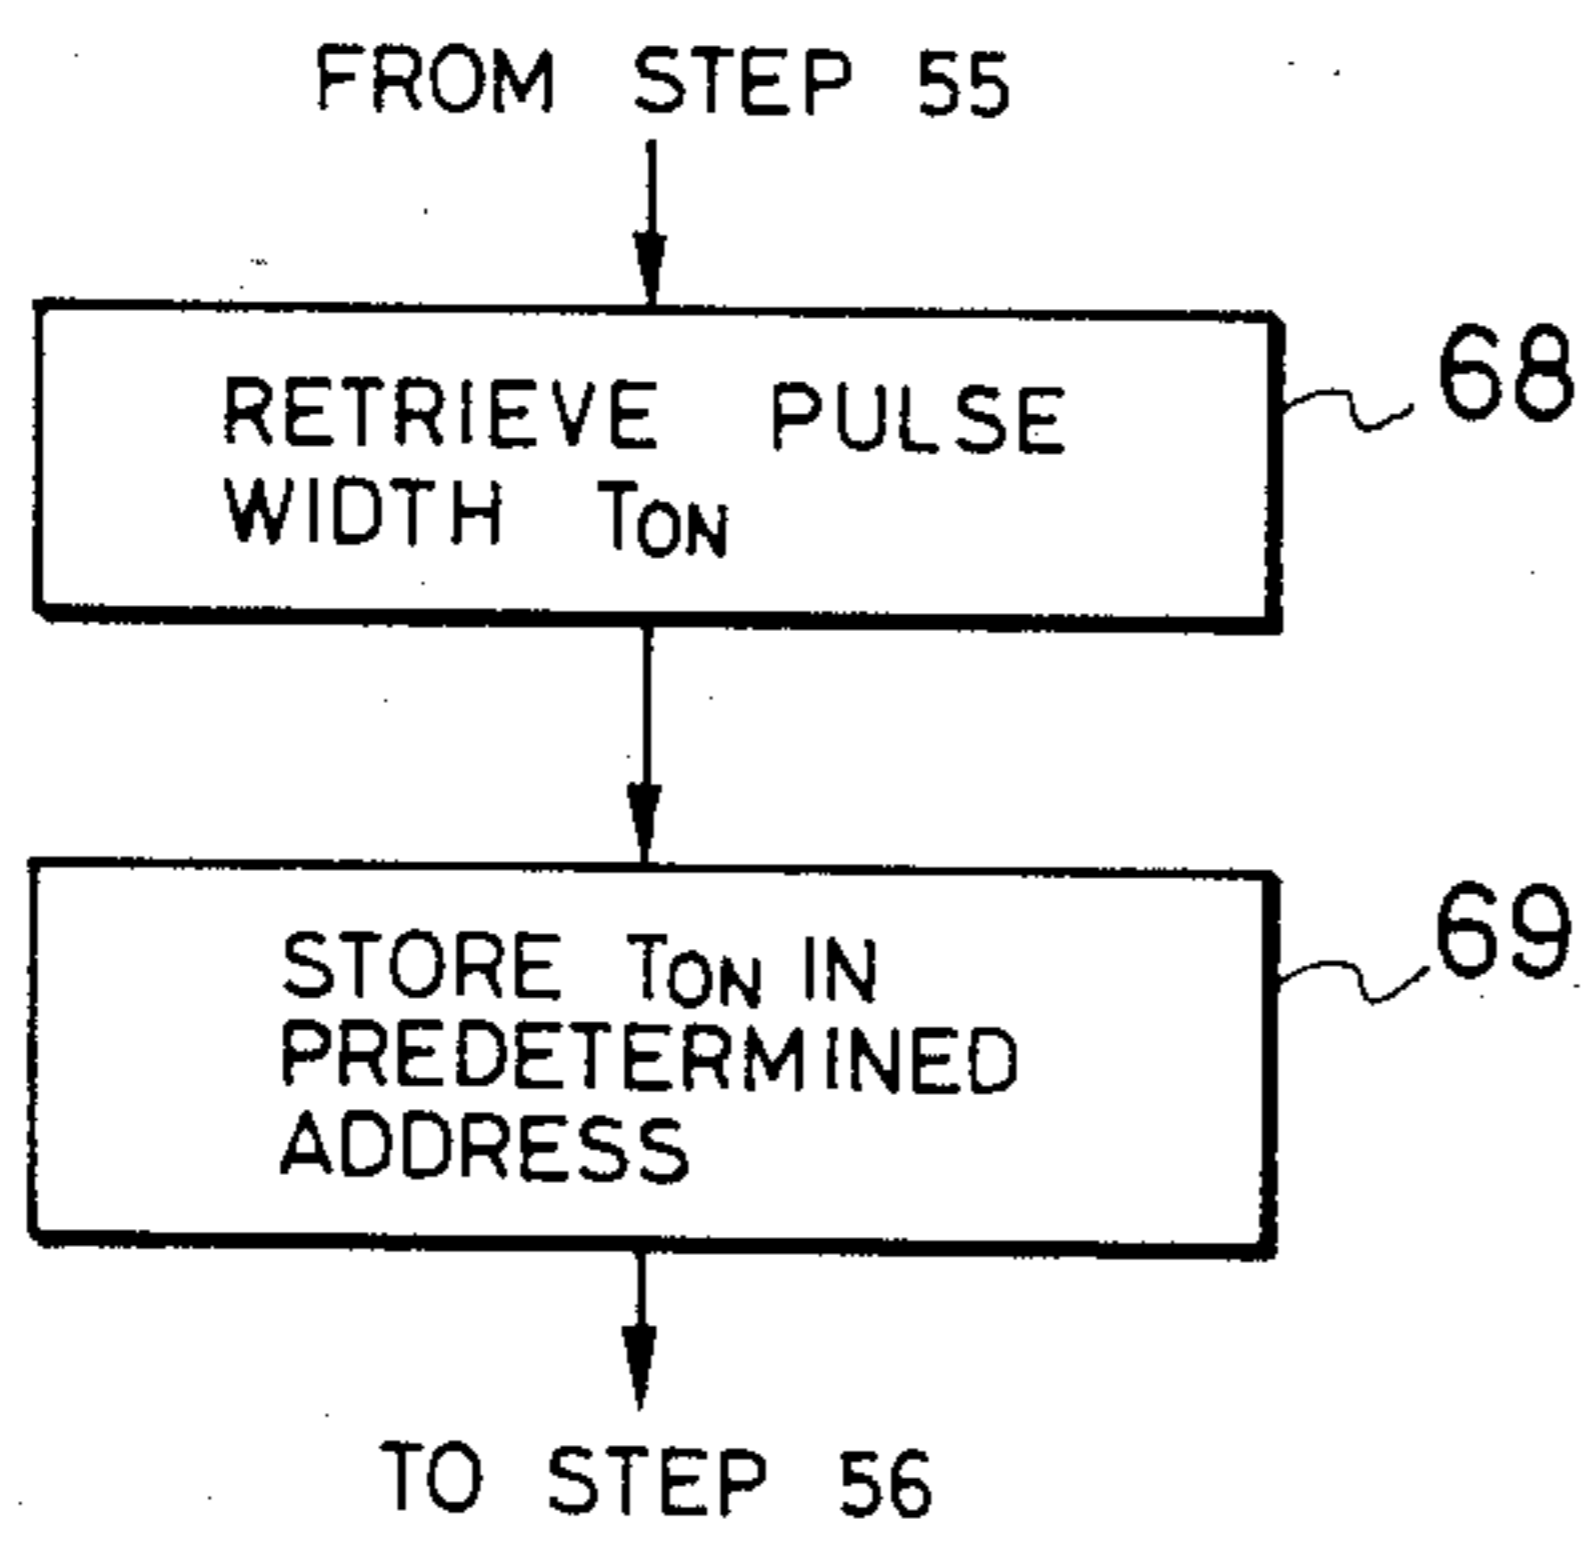 FROM STEP 55
RETRIEVE PULSE
WIDTH TON
68
STORE TON IN
PREDETERMINED
ADDRESS
69
TO STEP 56